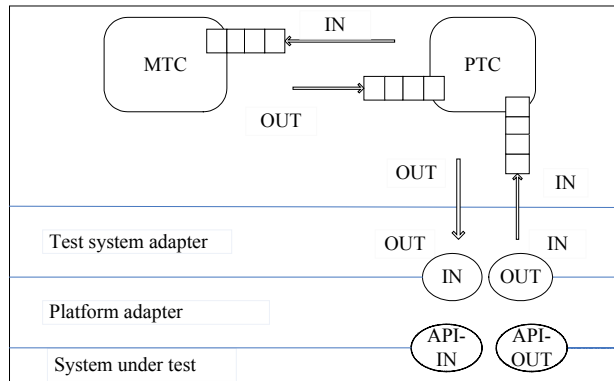 IN
MTC
PTC
OUT
OUT
IN
Test system adapter
OUT
IN
IN
OUT
Platform adapter
API-
IN
API-
OUT
System under test